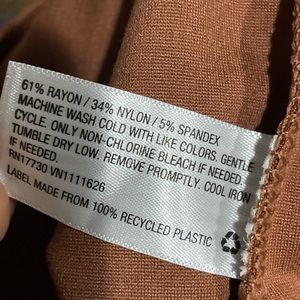 61% RAYON / 34% NYLON / 5% SPANDEX
MACHINE WASH COLD WITH LIKE COLORS. GENTLE
CYCLE. ONLY NON-CHLORINE BLEACH IF NEEDED.
TUMBLE DRY LOW. REMOVE PROMPTLY. COOL IRON
IF NEEDED.
RN17730 VN1111626
LABEL MADE FROM 100% RECYCLED PLASTIC